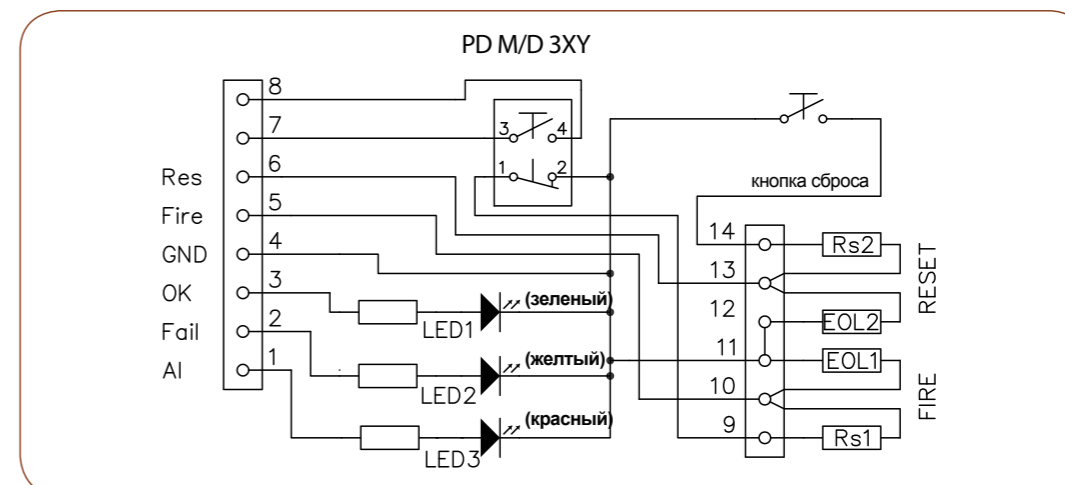 PD M/D 3XY
8
7
Res 6
Fire 5
GND 4
OK 3
Fail 2
AI 1
3 4
1 2
LED1 (зеленый)
LED2 (желтый)
LED3 (красный)
кнопка сброса
14 Rs2
13
12 EOL2
11 EOL1
10
9 Rs1
RESET
FIRE